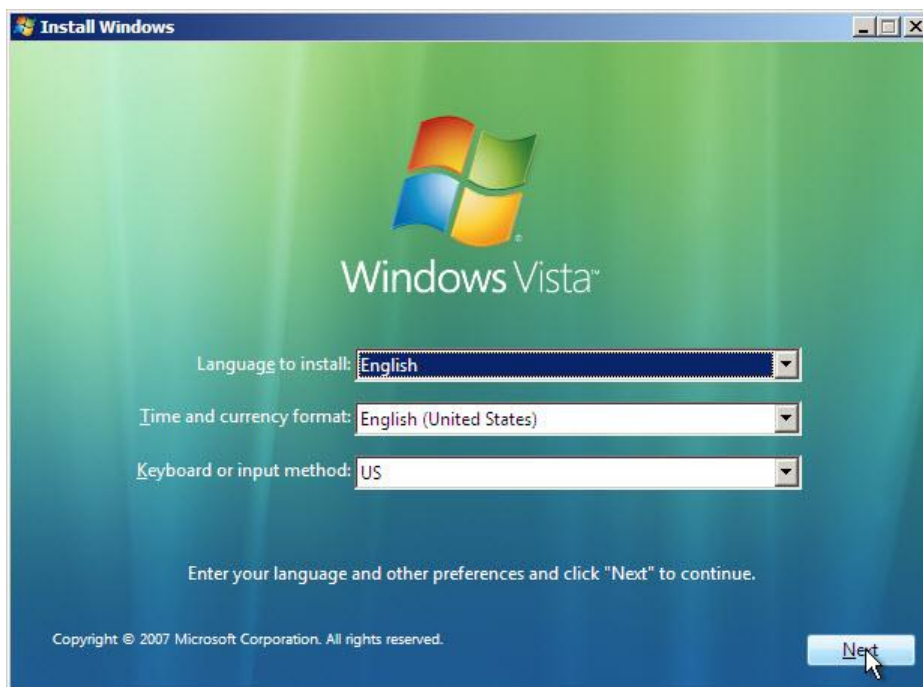 Install Windows
Windows Vista™
Language to install: English
Time and currency format: English (United States)
Keyboard or input method: US
Enter your language and other preferences and click "Next" to continue.
Copyright © 2007 Microsoft Corporation. All rights reserved.
Next